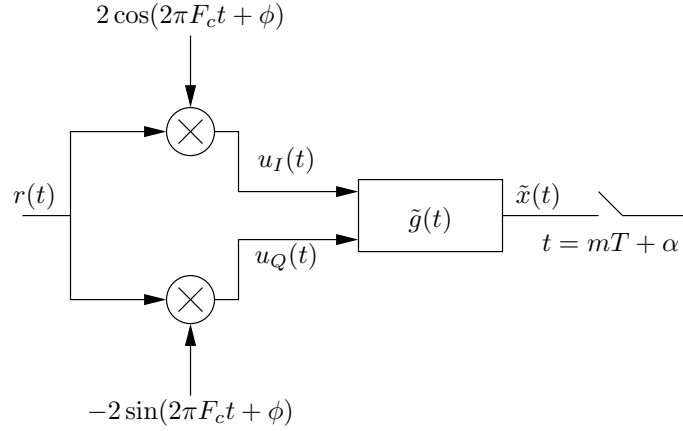 2 cos(2πF_c t + ϕ)
u_I(t)
r(t)
g̃(t)
x̃(t)
t = mT + α
u_Q(t)
−2 sin(2πF_c t + ϕ)